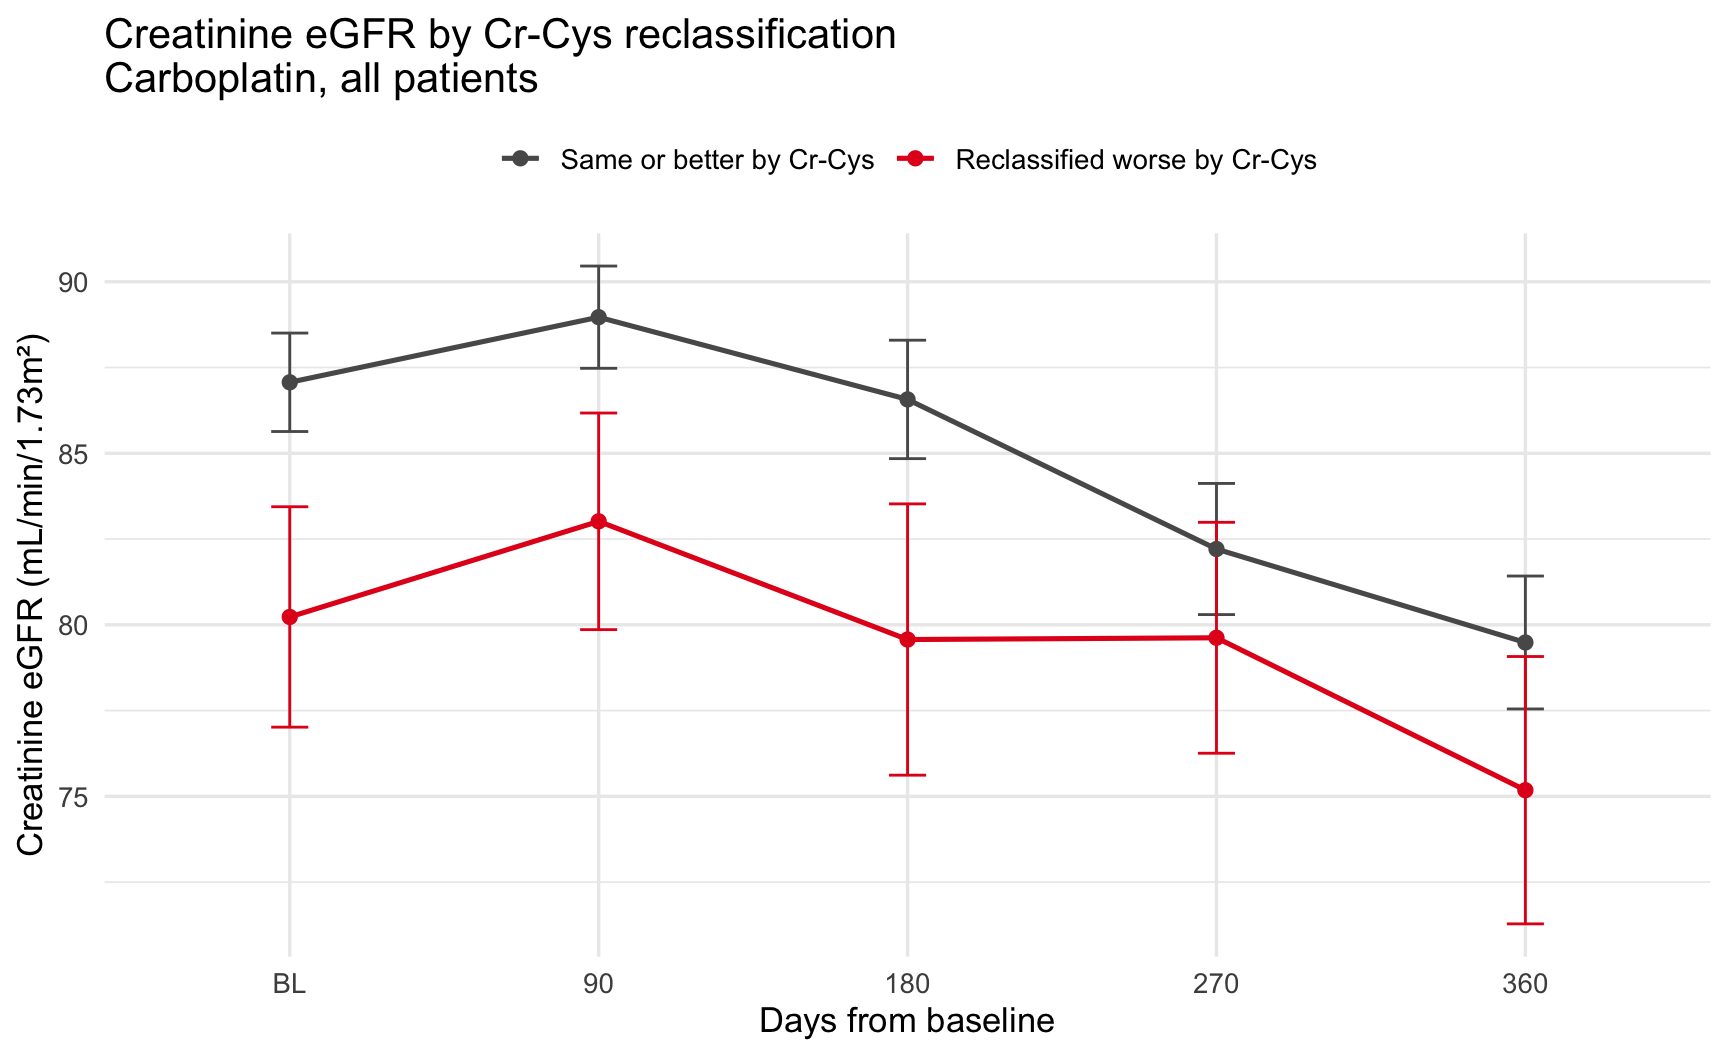 Creatinine eGFR by Cr-Cys reclassification
Carboplatin, all patients
Same or better by Cr-Cys
Reclassified worse by Cr-Cys
Creatinine eGFR (mL/min/1.73m²)
90
85
80
75
BL
90
180
270
360
Days from baseline